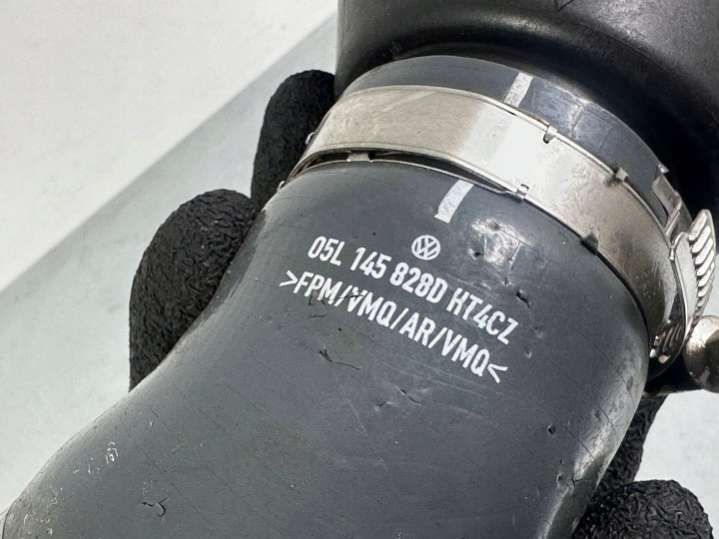 05L 145 828D HT4CZ
>FPM/VMQ/AR/VMQ<